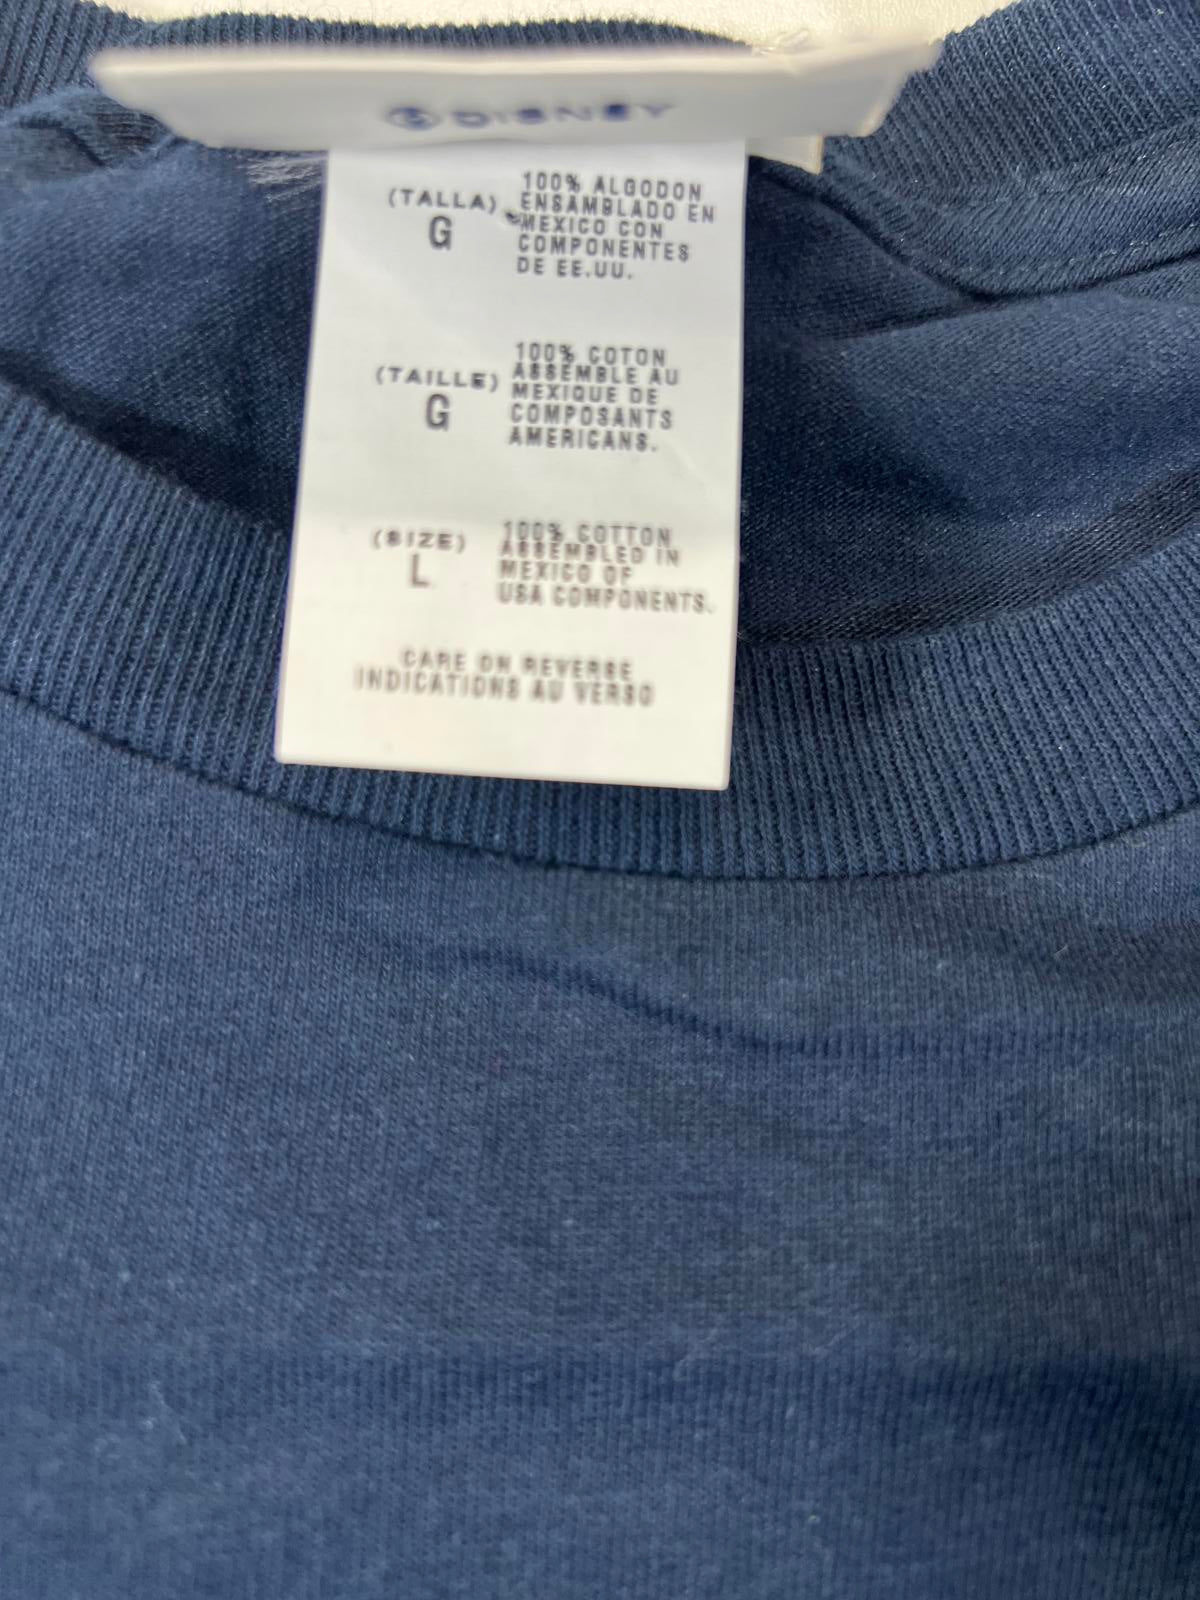 © DISNEY
(TALLA)
G
100% ALGODON
ENSAMBLADO EN
MEXICO CON
COMPONENTES
DE EE.UU.
(TAILLE)
G
100% COTON
ASSEMBLE AU
MEXIQUE DE
COMPOSANTS
AMERICANS.
(SIZE)
L
100% COTTON
ASSEMBLED IN
MEXICO OF
USA COMPONENTS.
CARE ON REVERSE
INDICATIONS AU VERSO